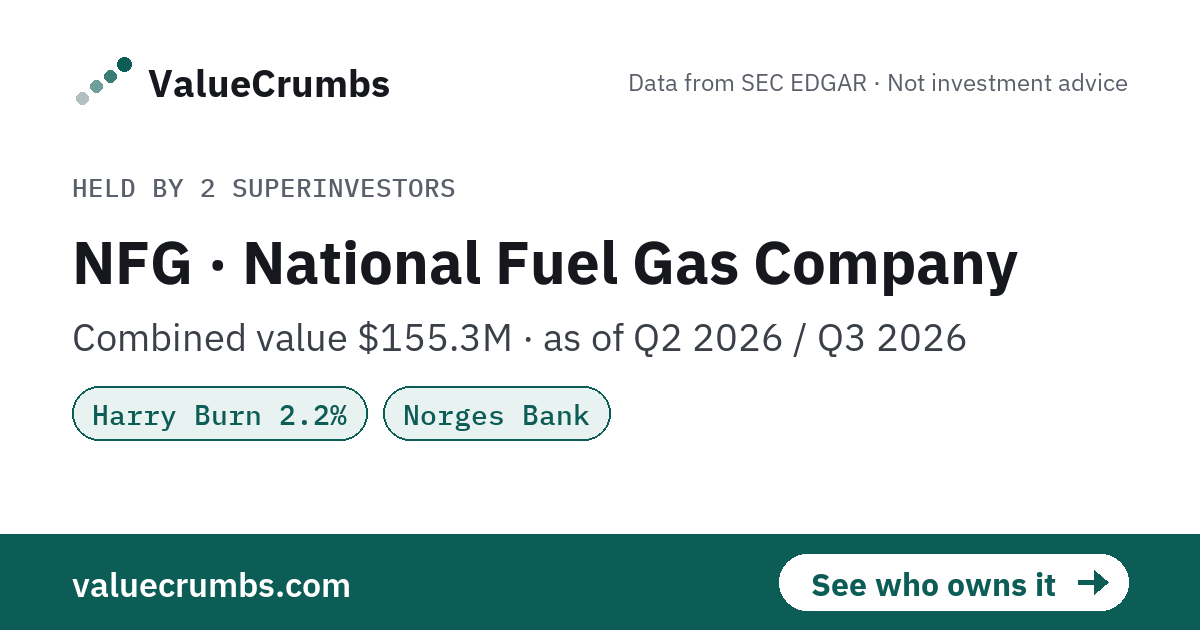 ValueCrumbs
Data from SEC EDGAR · Not investment advice
HELD BY 2 SUPERINVESTORS
NFG · National Fuel Gas Company
Combined value $155.3M · as of Q2 2026 / Q3 2026
Harry Burn 2.2%
Norges Bank
valuecrumbs.com
See who owns it